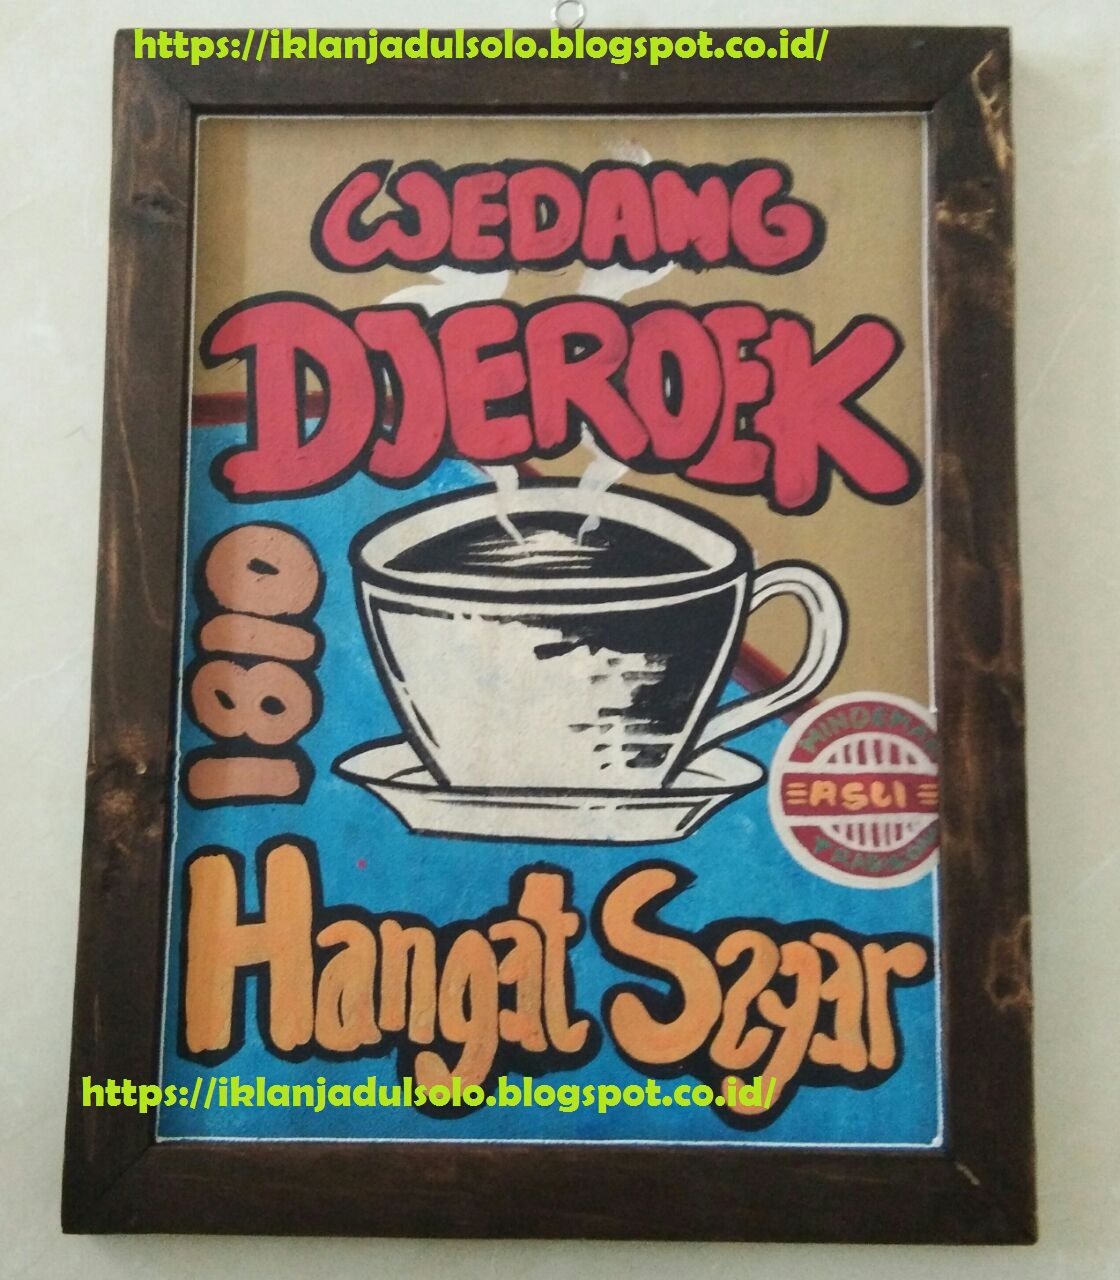 https://iklanjadulsolo.blogspot.co.id/
WEDANG
DJEROEK
1810
ASLI
Hangat Segar
https://iklanjadulsolo.blogspot.co.id/